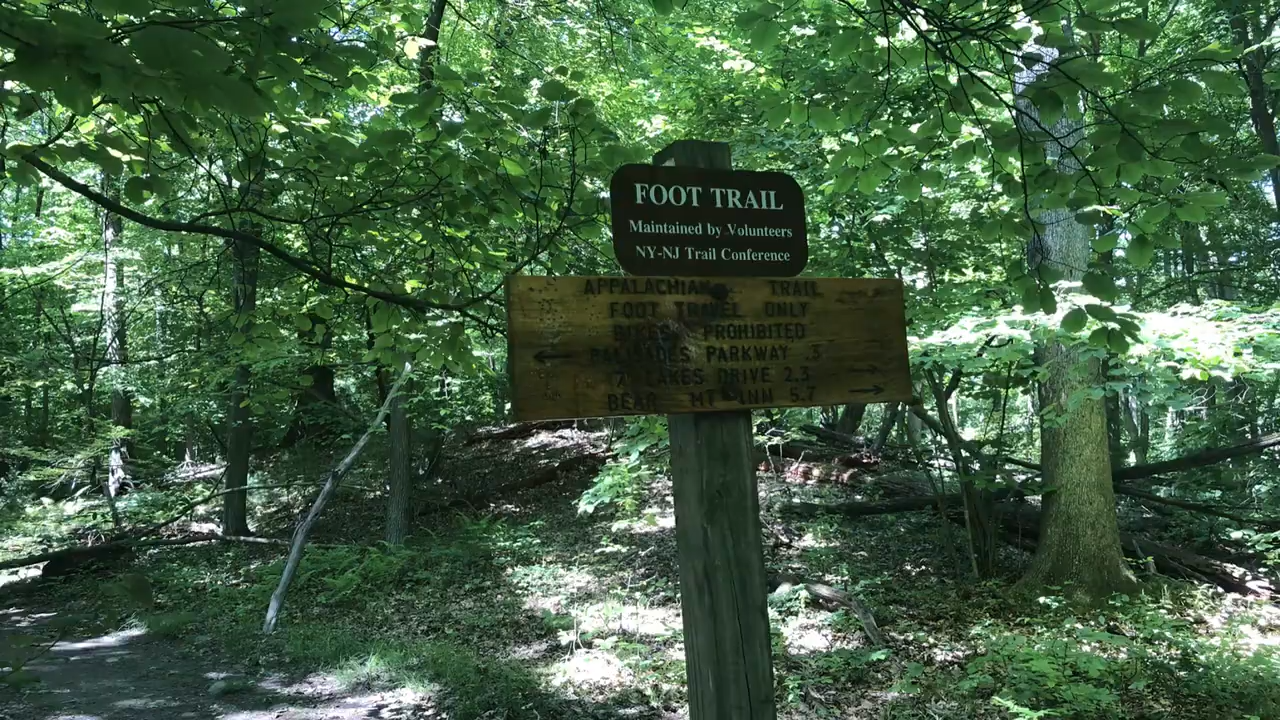 FOOT TRAIL
Maintained by Volunteers
NY-NJ Trail Conference
APPALACHIAN TRAIL
FOOT TRAVEL ONLY
BIKES PROHIBITED
PALISADES PARKWAY .3
7 LAKES DRIVE 2.3
BEAR MT INN 5.7